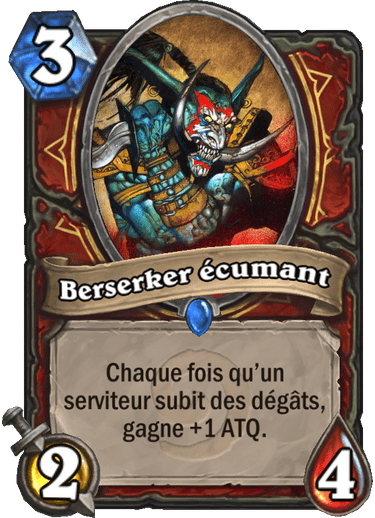 3
Berserker écumant
Chaque fois qu'un
serviteur subit des dégâts,
gagne +1 ATQ.
2
4